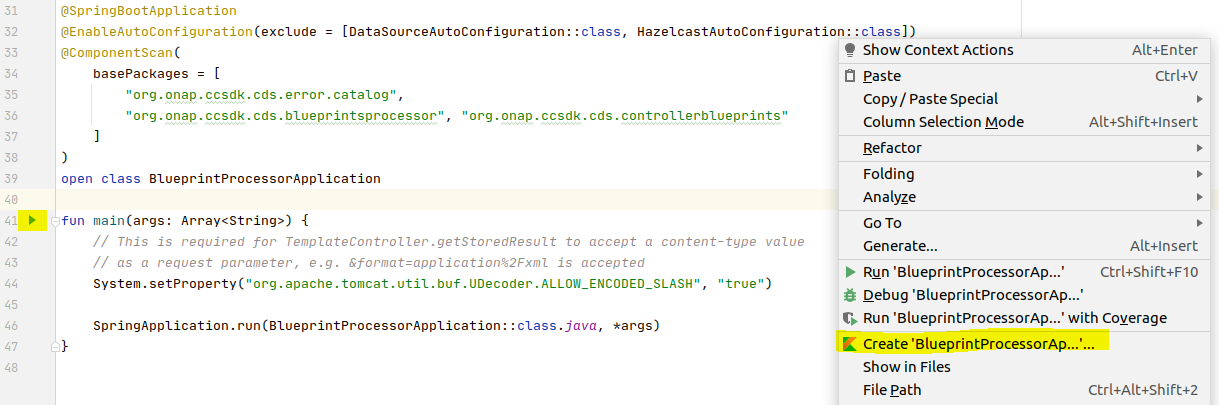 31 @SpringBootApplication
32 @EnableAutoConfiguration(exclude = [DataSourceAutoConfiguration::class, HazelcastAutoConfiguration::class])
33 @ComponentScan(
34     basePackages = [
35         "org.onap.ccsdk.cds.error.catalog",
36         "org.onap.ccsdk.cds.blueprintsprocessor", "org.onap.ccsdk.cds.controllerblueprints"
37     ]
38 )
39 open class BlueprintProcessorApplication
40
41 fun main(args: Array<String>) {
42     // This is required for TemplateController.getStoredResult to accept a content-type value
43     // as a request parameter, e.g. &format=application%2Fxml is accepted
44     System.setProperty("org.apache.tomcat.util.buf.UDecoder.ALLOW_ENCODED_SLASH", "true")
45
46     SpringApplication.run(BlueprintProcessorApplication::class.java, *args)
47 }
48
Show Context Actions Alt+Enter
Paste Ctrl+V
Copy / Paste Special
Column Selection Mode Alt+Shift+Insert
Refactor
Folding
Analyze
Go To
Generate... Alt+Insert
Run 'BlueprintProcessorAp...' Ctrl+Shift+F10
Debug 'BlueprintProcessorAp...'
Run 'BlueprintProcessorAp...' with Coverage
Create 'BlueprintProcessorAp...'...
Show in Files
File Path Ctrl+Alt+Shift+2